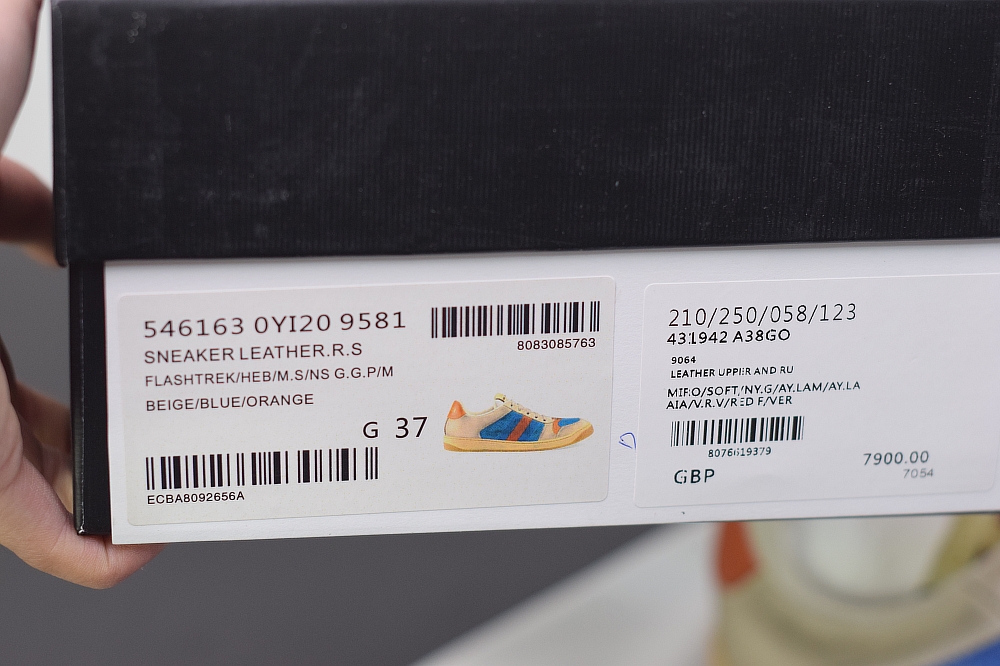 546163 0YI20 9581
SNEAKER LEATHER.R.S
FLASHTREK/HEB/M.S/NS G.G.P/M
BEIGE/BLUE/ORANGE
8083085763
G 37
ECBA8092656A
210/250/058/123
431942 A38GO
9064
LEATHER UPPIIR AND RU
MIFO/SOFT/NY.G/AY.LAM/AY.LA
AIA/V.R.V/RED F/VER
8076619379
GBP
7900.00
7054